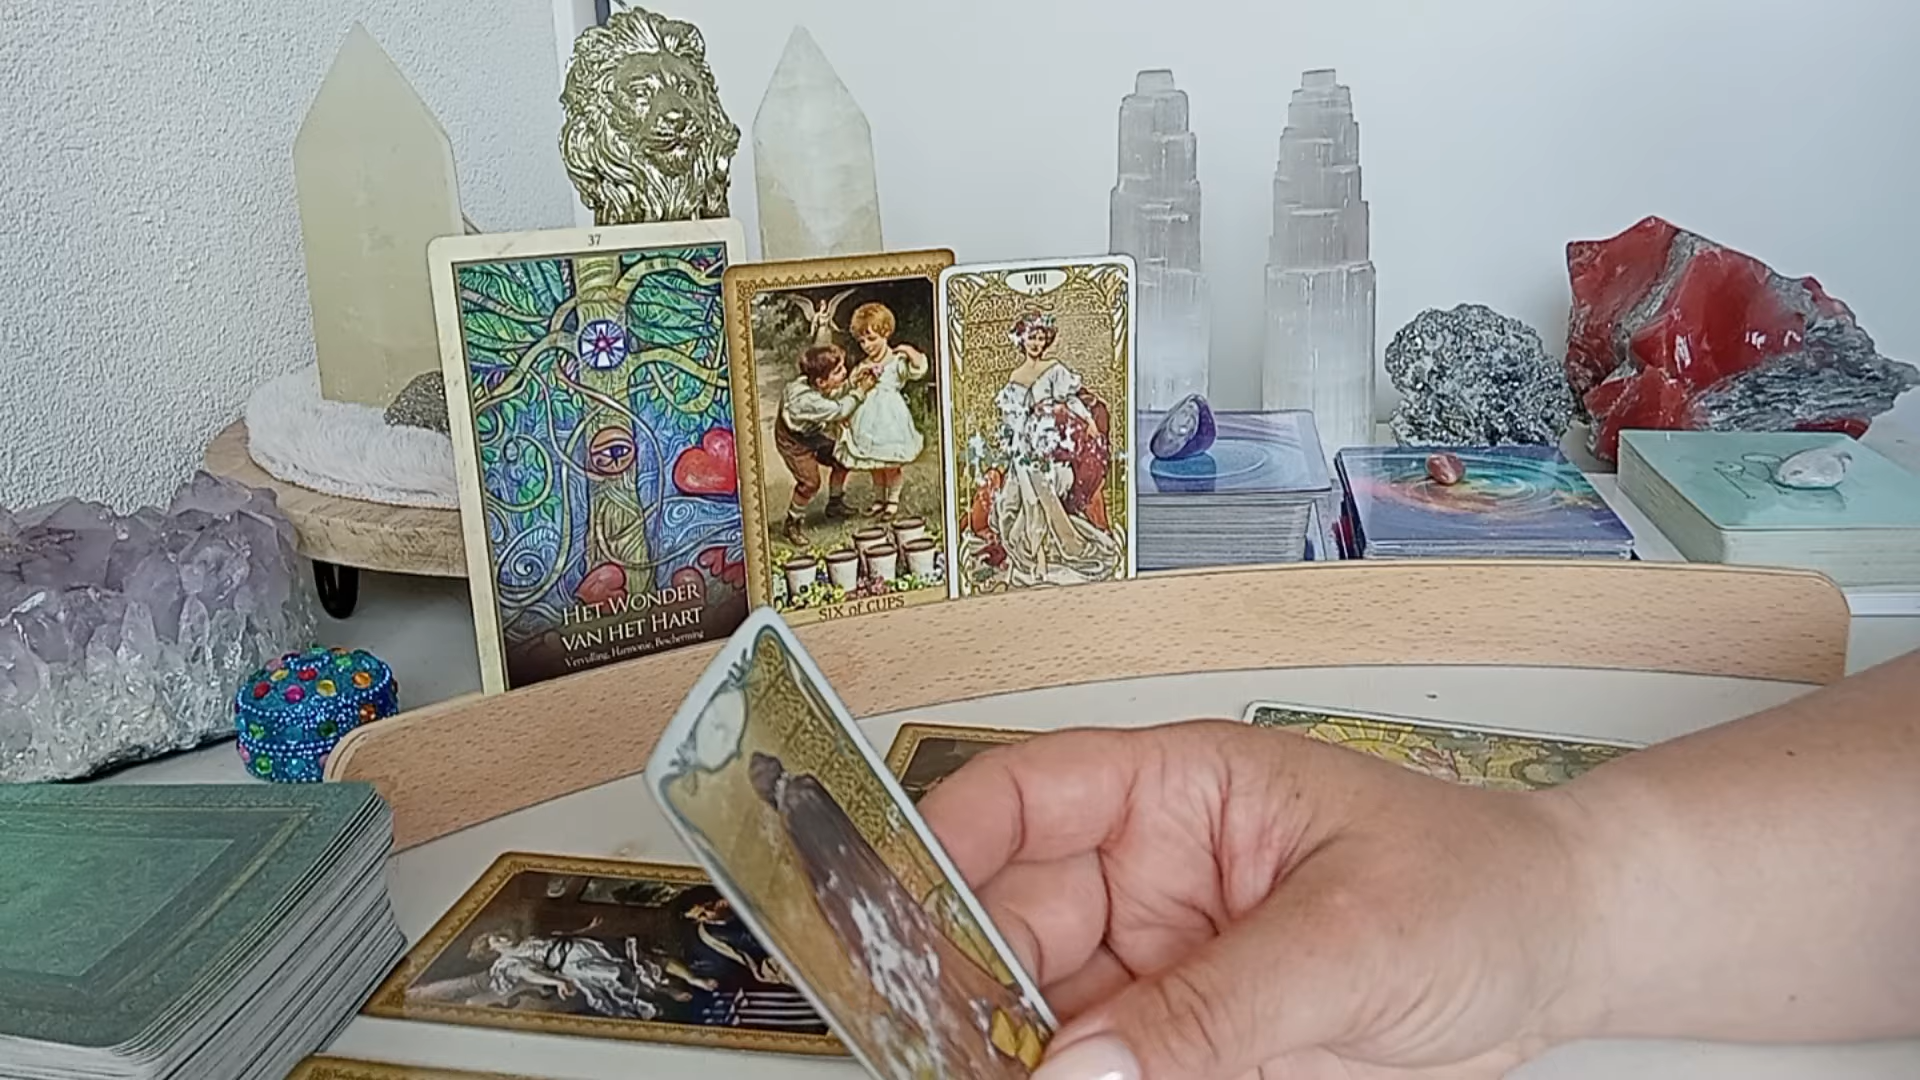 37
HET WONDER
VAN HET HART
Vervulling, Harmonie, Bescherming
SIX of CUPS
VIII